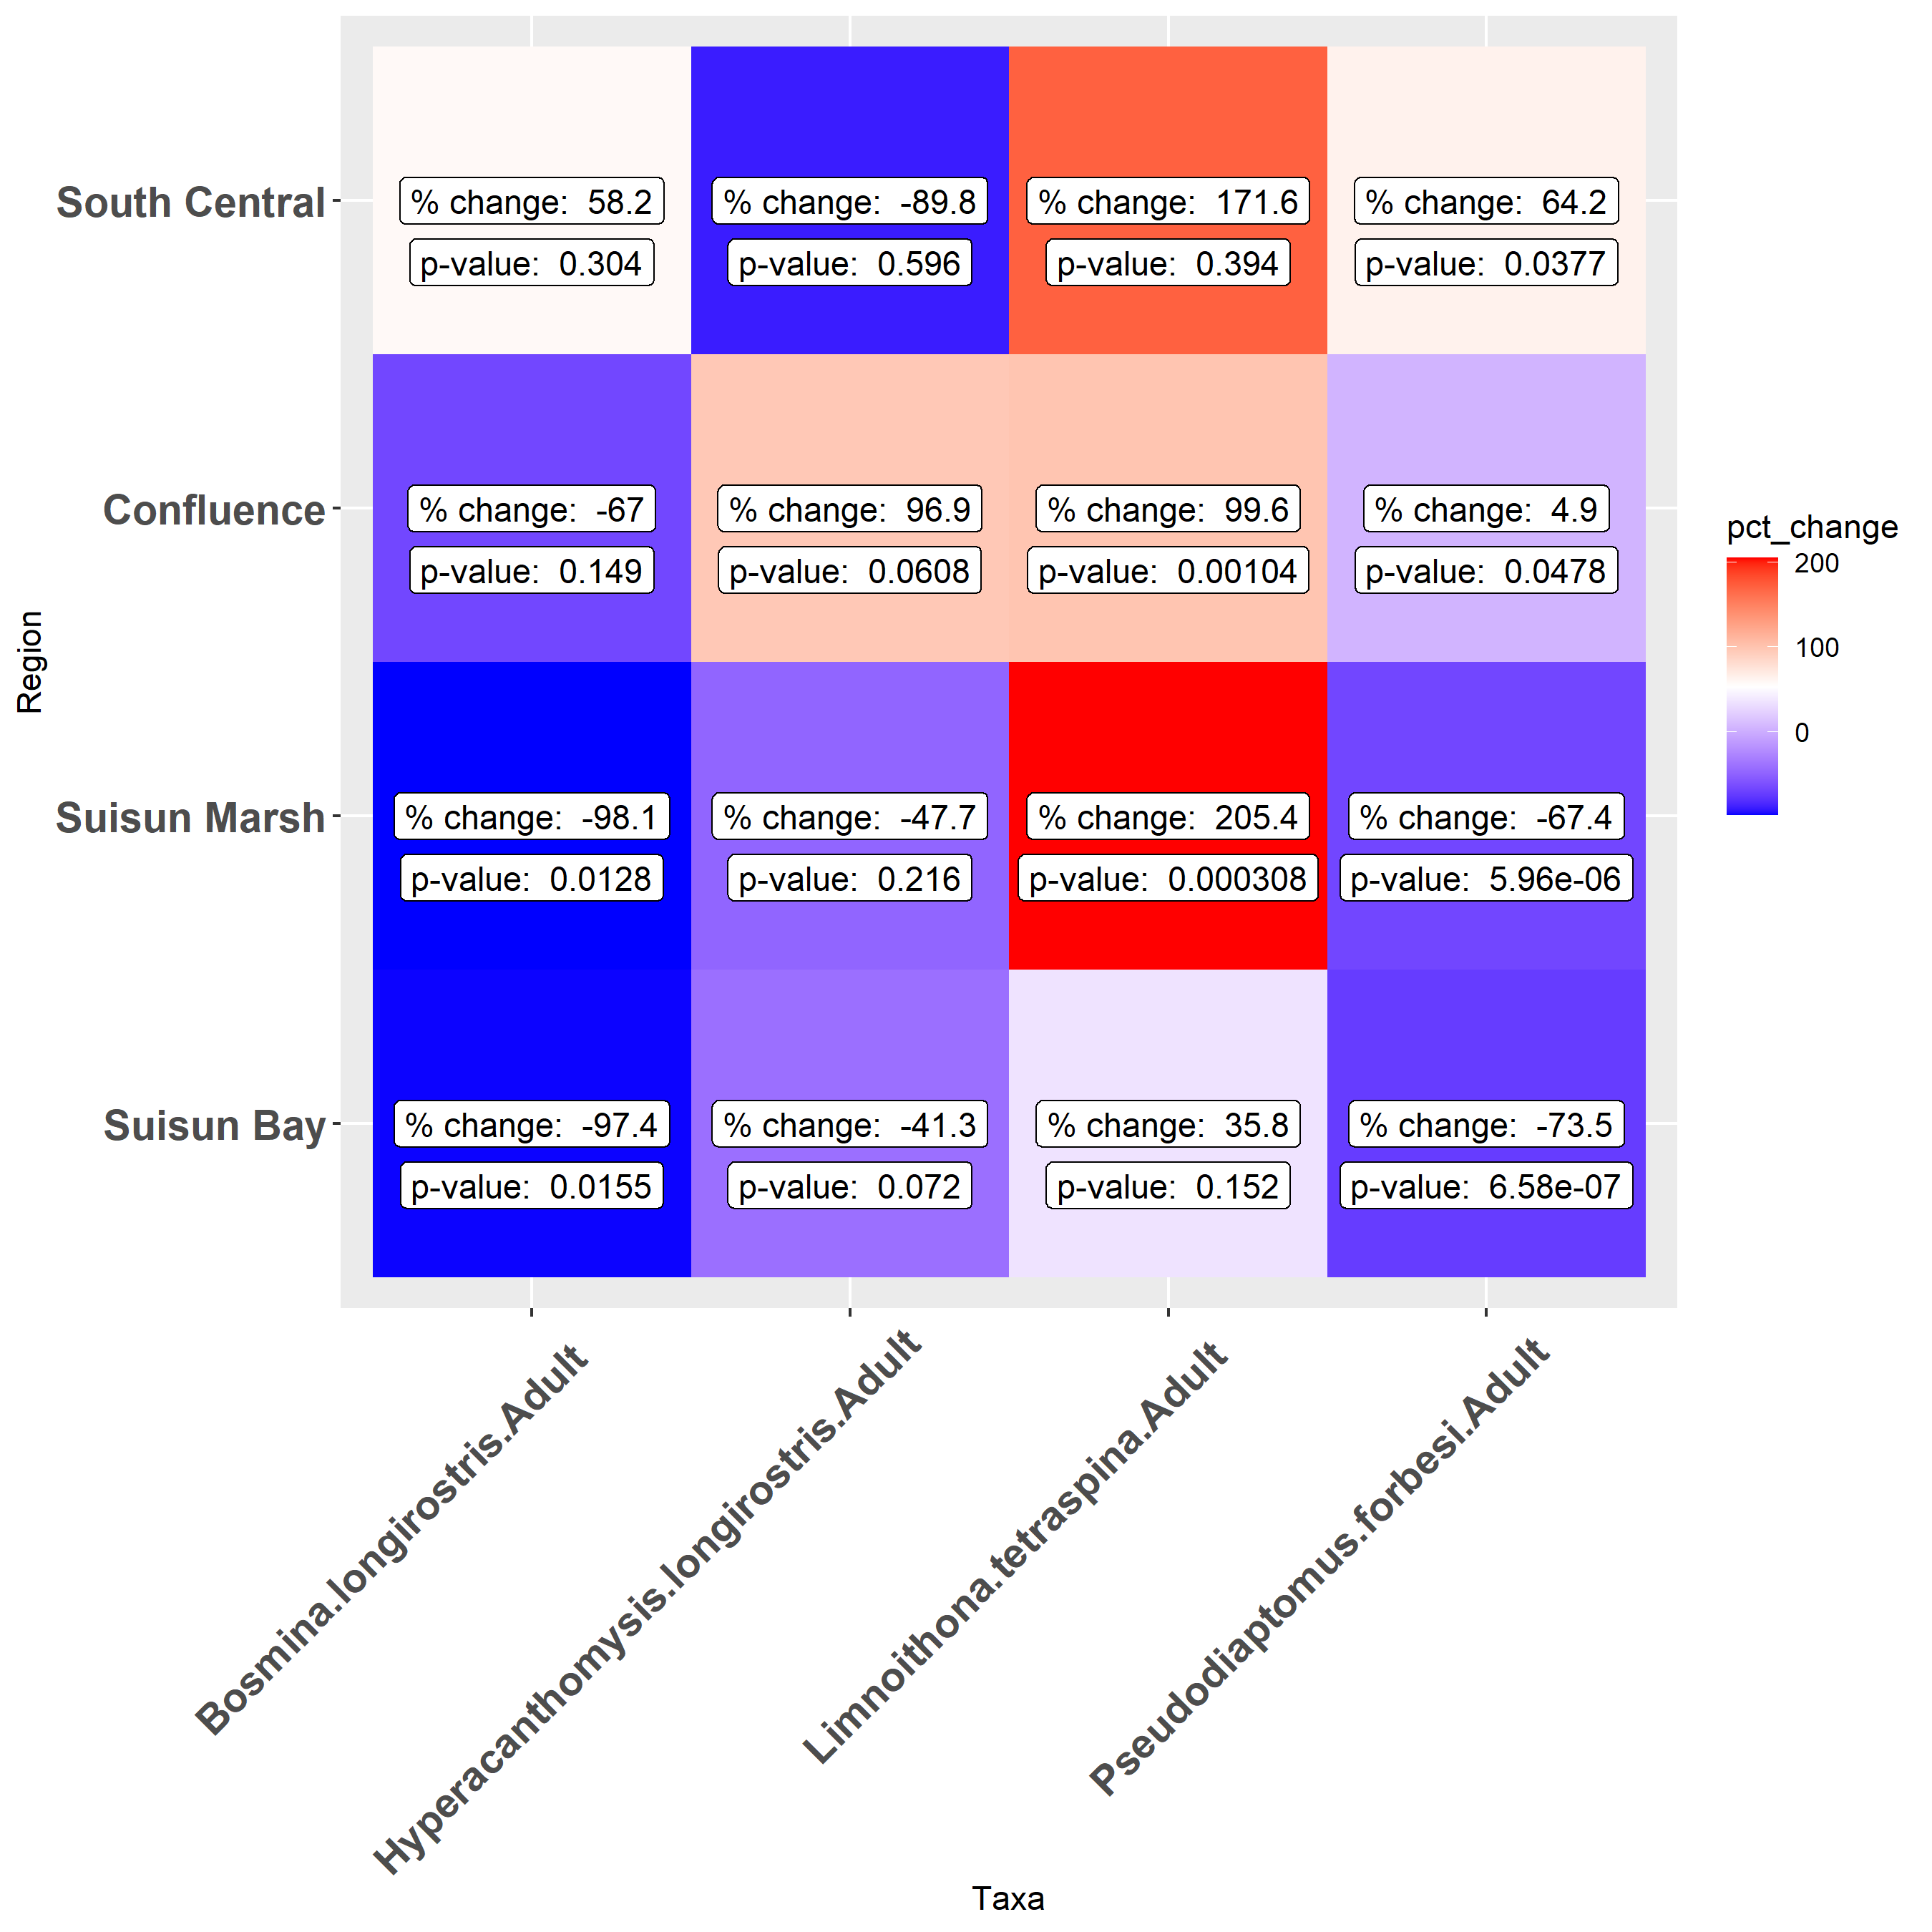 South Central
% change: 58.2
% change: -89.8
% change: 171.6
% change: 64.2
p-value: 0.304
p-value: 0.596
p-value: 0.394
p-value: 0.0377
Confluence
% change: -67
% change: 96.9
% change: 99.6
% change: 4.9
p-value: 0.149
p-value: 0.0608
p-value: 0.00104
p-value: 0.0478
Suisun Marsh
% change: -98.1
% change: -47.7
% change: 205.4
% change: -67.4
p-value: 0.0128
p-value: 0.216
p-value: 0.000308
p-value: 5.96e-06
Suisun Bay
% change: -97.4
% change: -41.3
% change: 35.8
% change: -73.5
p-value: 0.0155
p-value: 0.072
p-value: 0.152
p-value: 6.58e-07
Region
pct_change
200
100
0
Bosmina.longirostris.Adult
Hyperacanthomysis.longirostris.Adult
Limnoithona.tetraspina.Adult
Pseudodiaptomus.forbesi.Adult
Taxa